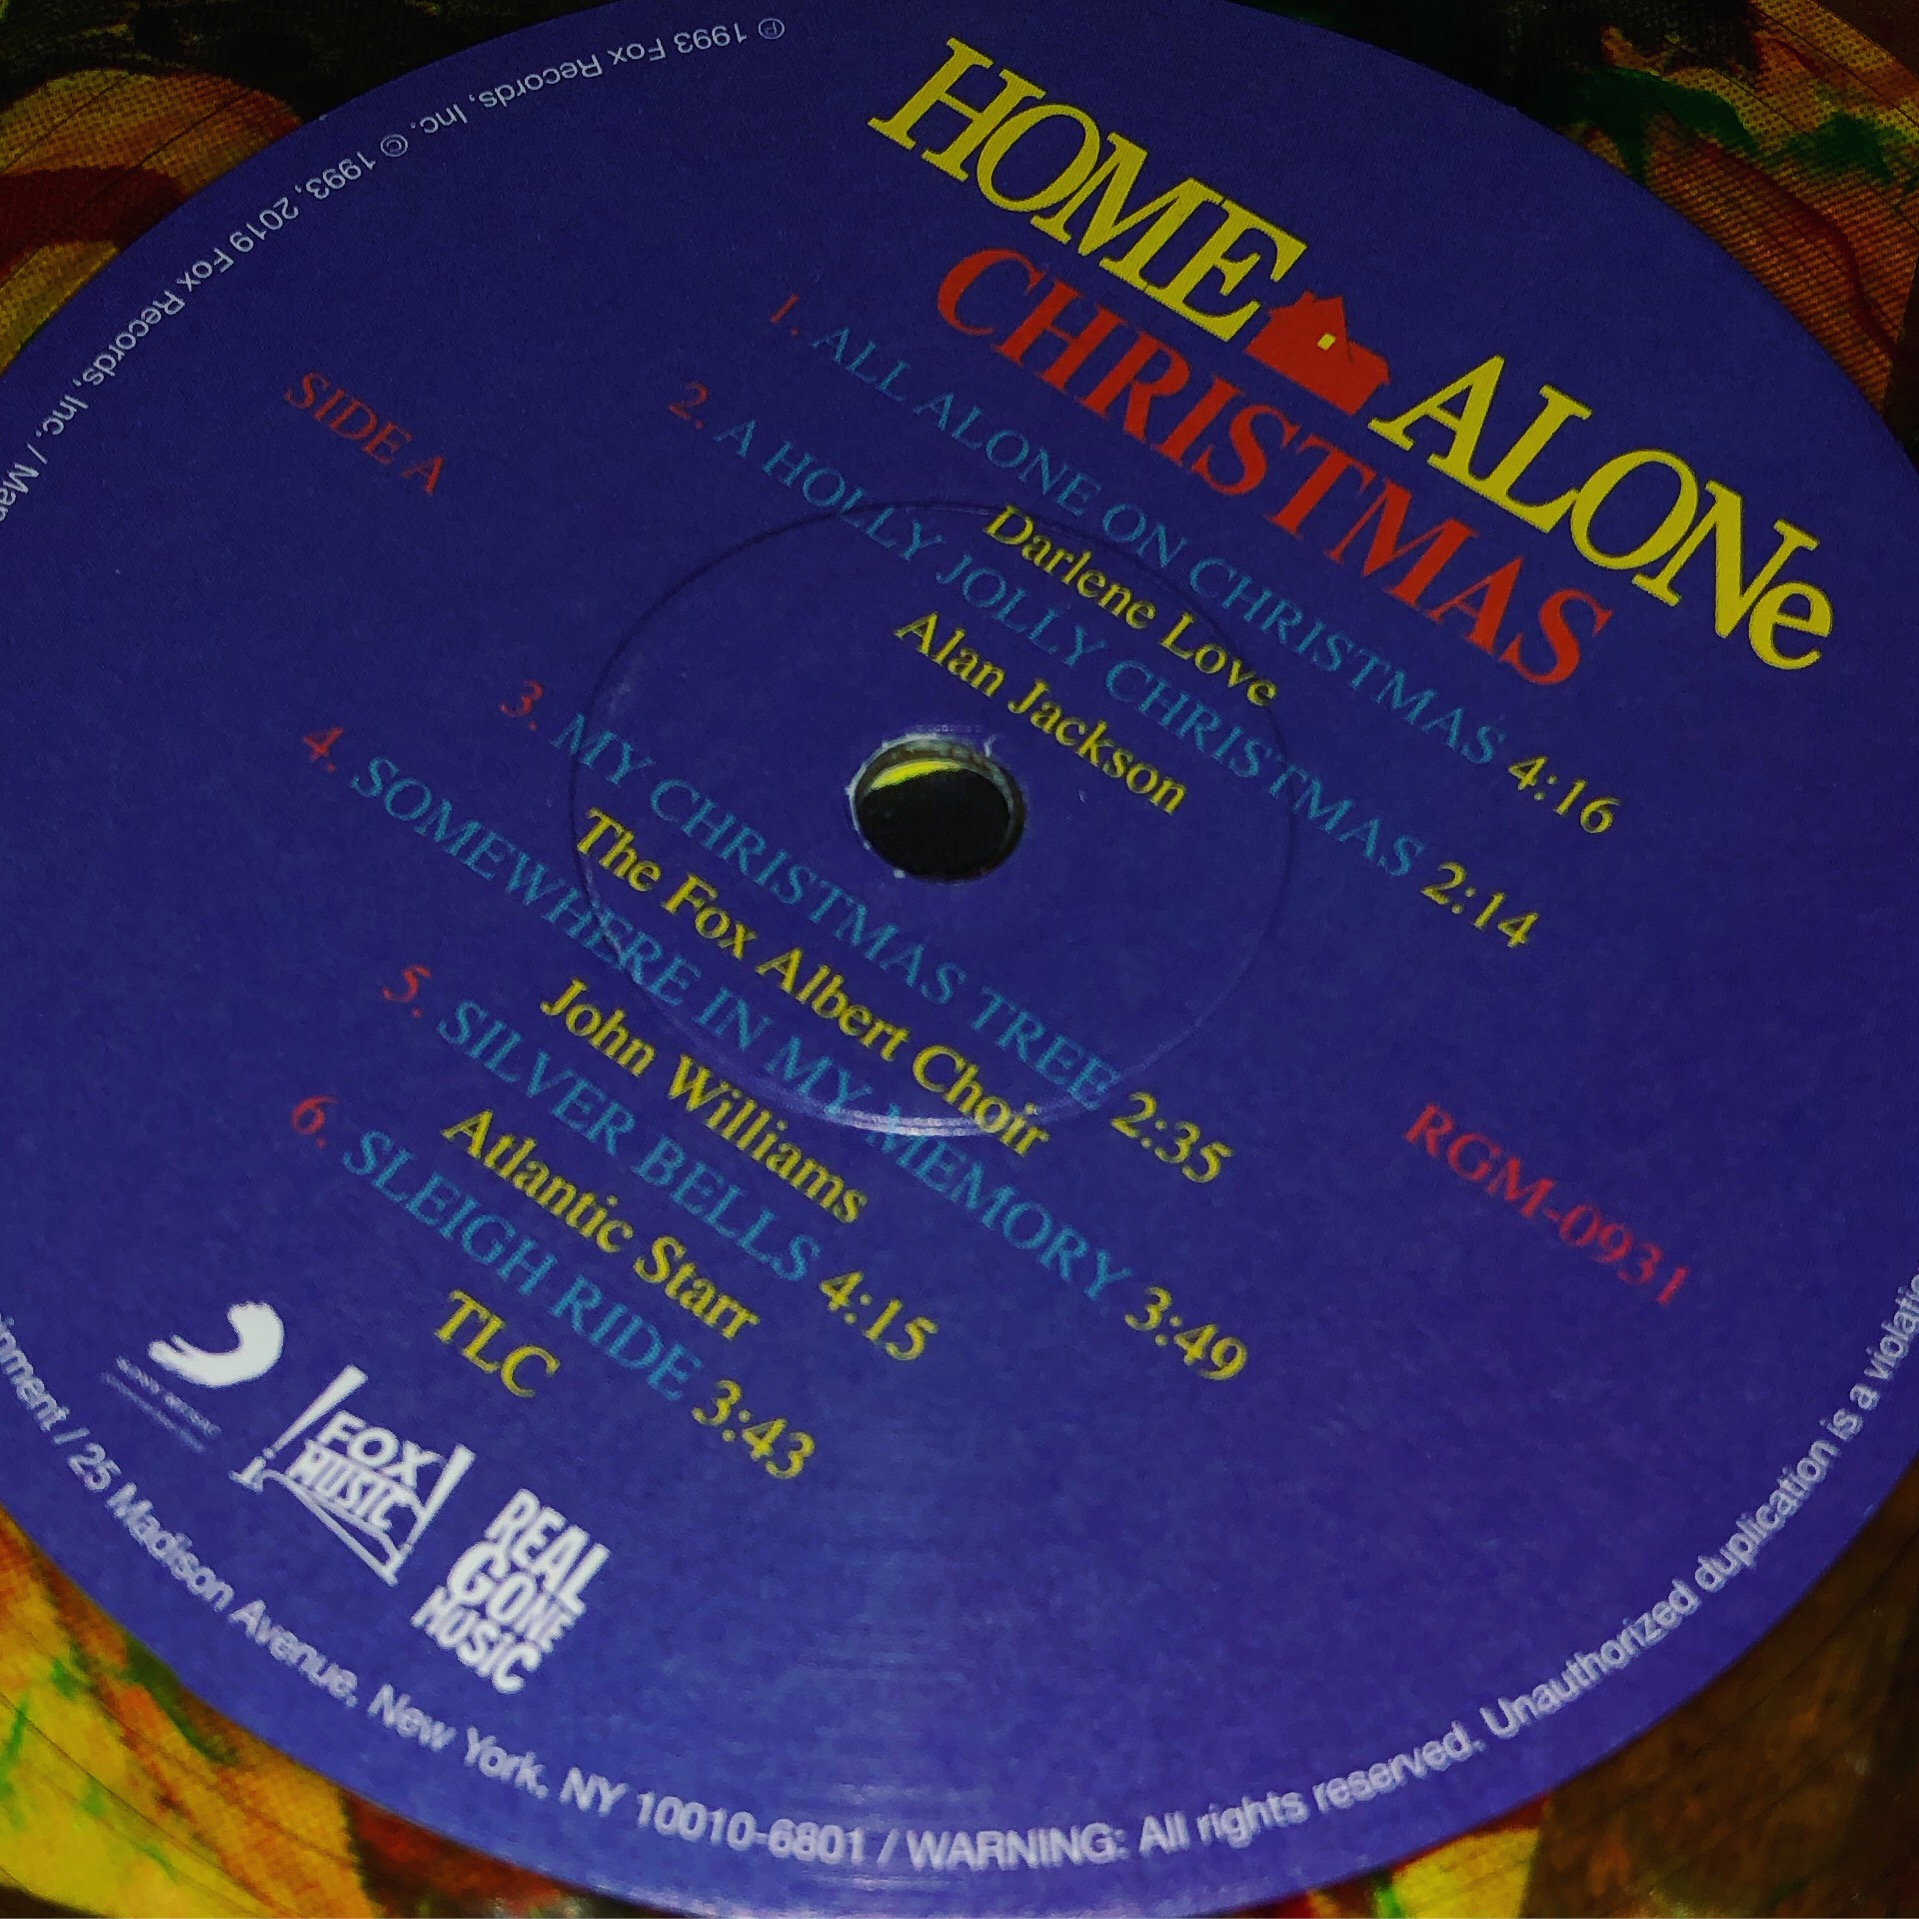 HOME ALONe
CHRISTMAS
1. ALL ALONE ON CHRISTMAS 4:16
Darlene Love
2. A HOLLY JOLLY CHRISTMAS 2:14
Alan Jackson
SIDE A
RGM-0931
3. MY CHRISTMAS TREE 2:35
The Fox Albert Choir
4. SOMEWHERE IN MY MEMORY 3:49
John Williams
5. SILVER BELLS 4:15
Atlantic Starr
6. SLEIGH RIDE 3:43
TLC
FOX
MUSIC
REAL
GONE
MUSIC
℗ 1993 Fox Records, Inc. © 1993, 2019 Fox Records, Inc. /
25 Madison Avenue, New York, NY 10010-6801 / WARNING: All rights reserved. Unauthorized duplication is a